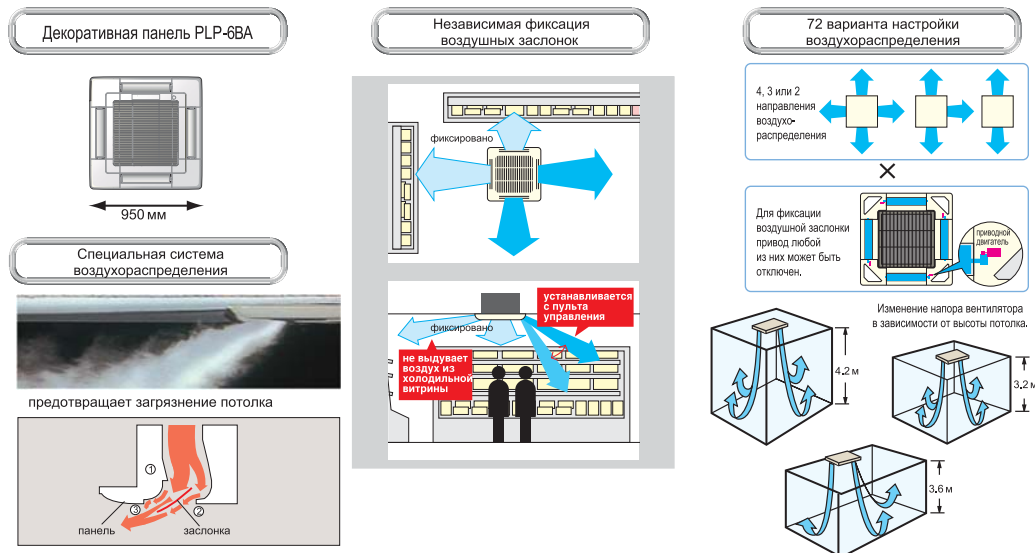 Декоративная панель PLP-6BA
950 мм
Специальная система
воздухораспределения
предотвращает загрязнение потолка
①
③
②
панель
заслонка
Независимая фиксация
воздушных заслонок
фиксировано
устанавливается
с пульта
управления
фиксировано
не выдувает
воздух из
холодильной
витрины
72 варианта настройки
воздухораспределения
4, 3 или 2
направления
воздухо-
распределения
×
Для фиксации
воздушной заслонки
привод любой
из них может быть
отключен.
приводной
двигатель
Изменение напора вентилятора
в зависимости от высоты потолка.
4.2 м
3.2 м
3.6 м